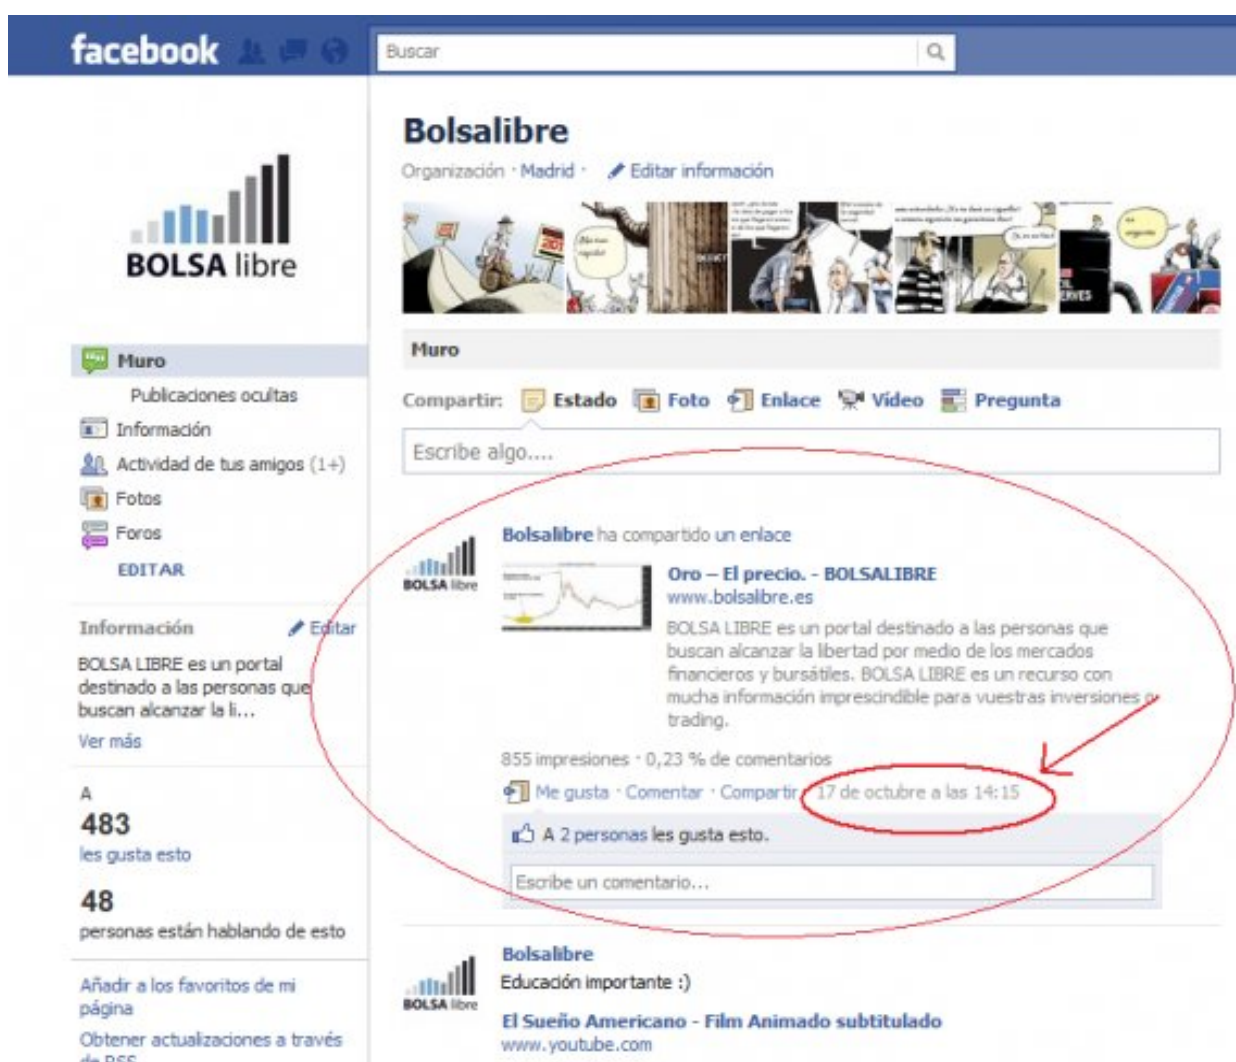 facebook
Buscar
BOLSA libre
Bolsalibre
Organización · Madrid · Editar información
Muro
Publicaciones ocultas
Información
Actividad de tus amigos (1+)
Fotos
Foros
EDITAR
Información Editar
BOLSA LIBRE es un portal
destinado a las personas que
buscan alcanzar la li...
Ver más
A
483
les gusta esto
48
personas están hablando de esto
Añadir a los favoritos de mi
página
Obtener actualizaciones a través
de RSS
Muro
Compartir: Estado Foto Enlace Vídeo Pregunta
Escribe algo....
BOLSA libre
Bolsalibre ha compartido un enlace
Oro – El precio. - BOLSALIBRE
www.bolsalibre.es
BOLSA LIBRE es un portal destinado a las personas que
buscan alcanzar la libertad por medio de los mercados
financieros y bursátiles. BOLSA LIBRE es un recurso con
mucha información imprescindible para vuestras inversiones o
trading.
855 impresiones · 0,23 % de comentarios
Me gusta · Comentar · Compartir · 17 de octubre a las 14:15
A 2 personas les gusta esto.
Escribe un comentario...
BOLSA libre
Bolsalibre
Educación importante :)
El Sueño Americano - Film Animado subtitulado
www.youtube.com